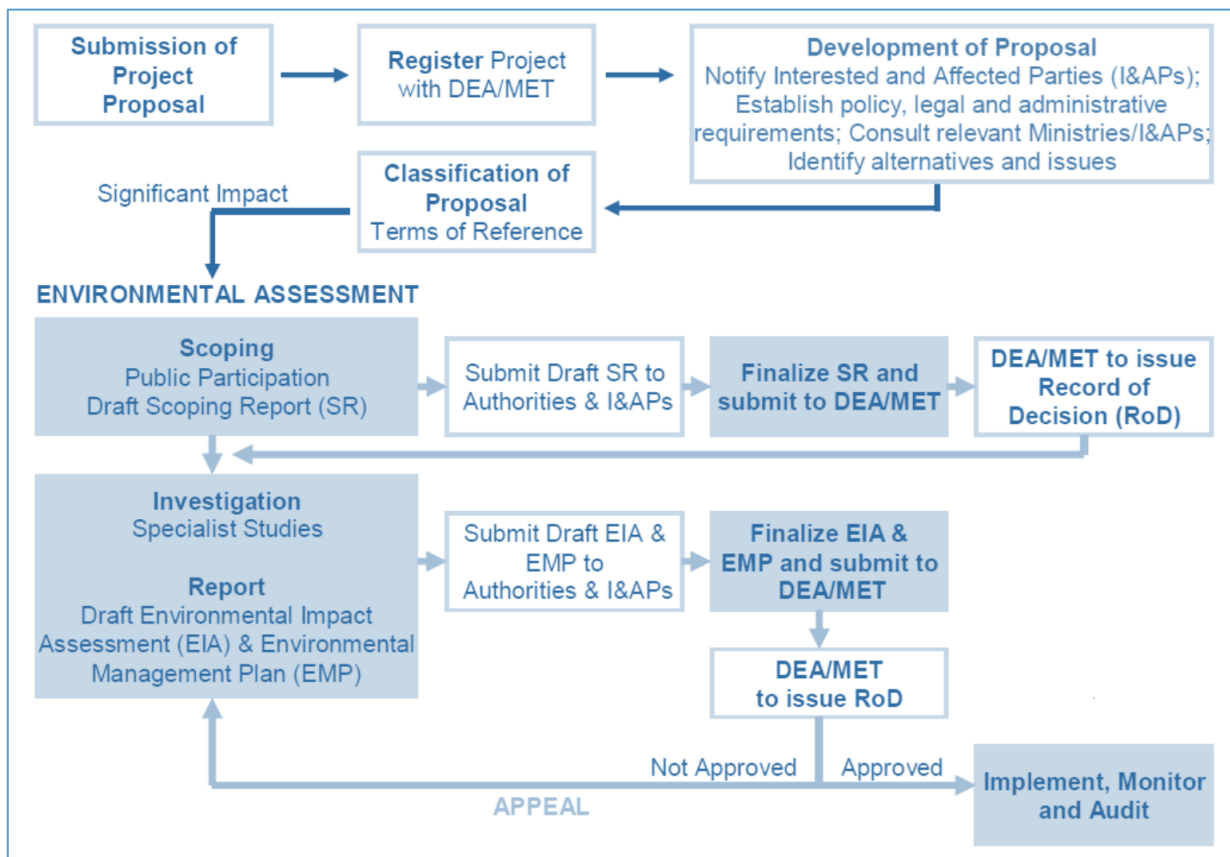 Submission of
Project
Proposal
Register Project
with DEA/MET
Development of Proposal
Notify Interested and Affected Parties (I&APs);
Establish policy, legal and administrative
requirements; Consult relevant Ministries/I&APs;
Identify alternatives and issues
Significant Impact
Classification of
Proposal
Terms of Reference
ENVIRONMENTAL ASSESSMENT
Scoping
Public Participation
Draft Scoping Report (SR)
Submit Draft SR to
Authorities & I&APs
Finalize SR and
submit to DEA/MET
DEA/MET to issue
Record of
Decision (RoD)
Investigation
Specialist Studies
Report
Draft Environmental Impact
Assessment (EIA) & Environmental
Management Plan (EMP)
Submit Draft EIA &
EMP to
Authorities & I&APs
Finalize EIA &
EMP and submit to
DEA/MET
DEA/MET
to issue RoD
Not Approved
Approved
APPEAL
Implement, Monitor
and Audit